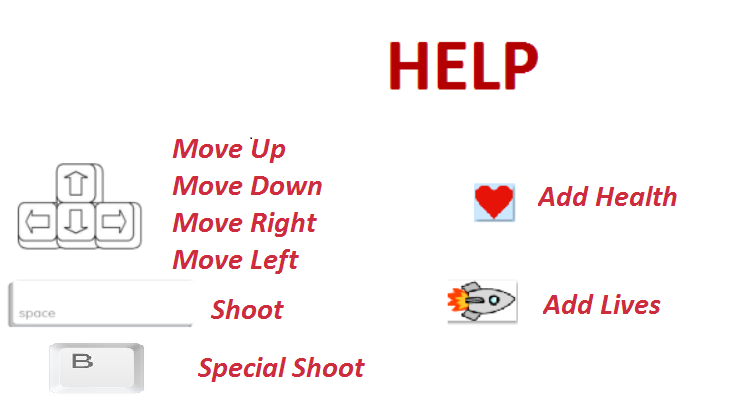 HELP
Move Up
Move Down
Move Right
Move Left
Add Health
space
Shoot
Add Lives
B
Special Shoot